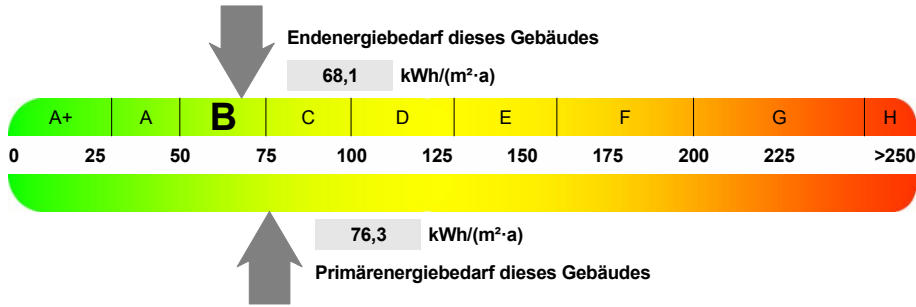 Endenergiebedarf dieses Gebäudes
68,1 kWh/(m²·a)
A+ A B C D E F G H
0 25 50 75 100 125 150 175 200 225 >250
76,3 kWh/(m²·a)
Primärenergiebedarf dieses Gebäudes